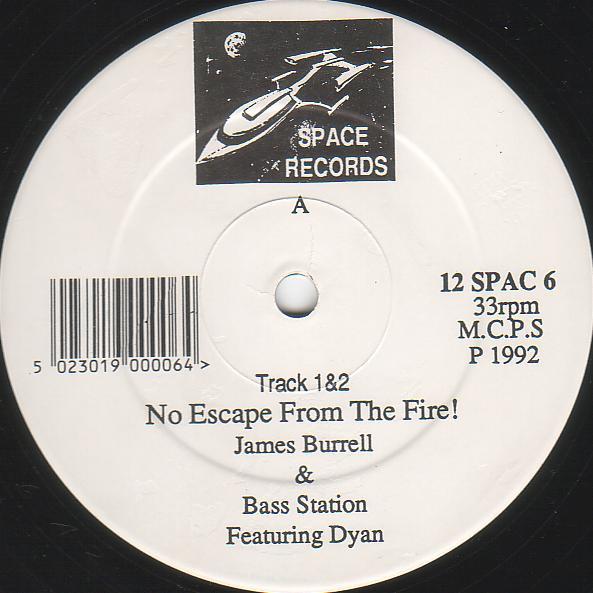 SPACE
RECORDS
A
12 SPAC 6
33rpm
M.C.P.S
P 1992
5 023019 000064 >
Track 1&2
No Escape From The Fire!
James Burrell
&
Bass Station
Featuring Dyan